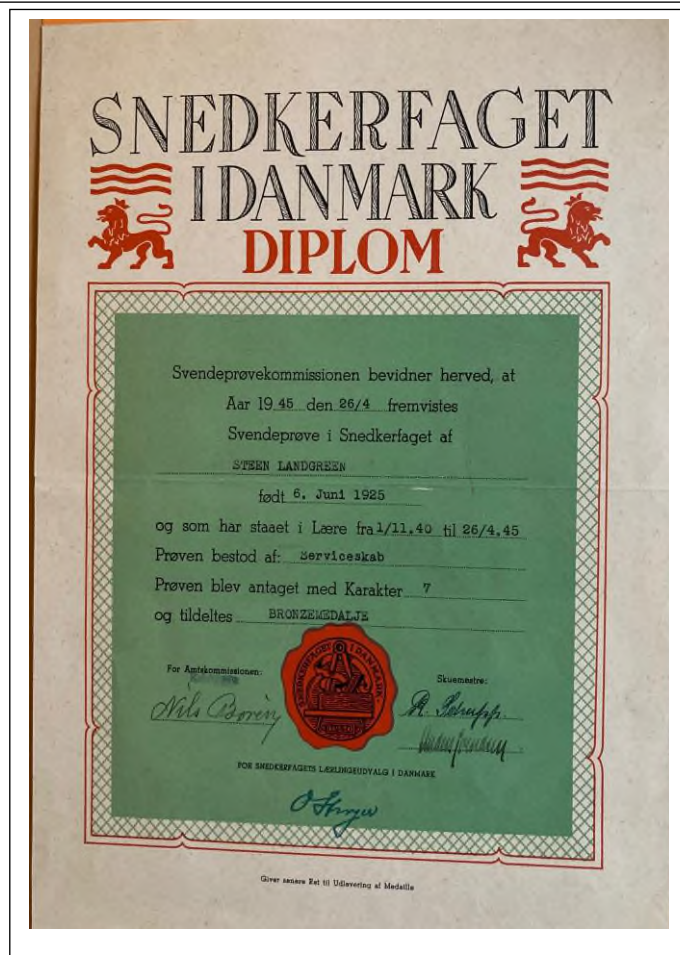 SNEDKERFAGET
I DANMARK
DIPLOM
Svendeprøvekommissionen bevidner herved, at
Aar 1945 den 26/4 fremvistes
Svendeprøve i Snedkerfaget af
STEEN LANDGREEN
født 6. Juni 1925
og som har staaet i Lære fra 1/11.40 til 26/4.45
Prøven bestod af: Serviceskab
Prøven blev antaget med Karakter 7
og tildeltes BRONZEMEDALJE
For Amtskommissionen:
Skuemestre:
SNEDKERFAGET I DANMARK
Nils
FOR SNEDKERFAGETS LÆRLINGEUDVALG I DANMARK
Giver senere Ret til Udlevering af Medaille